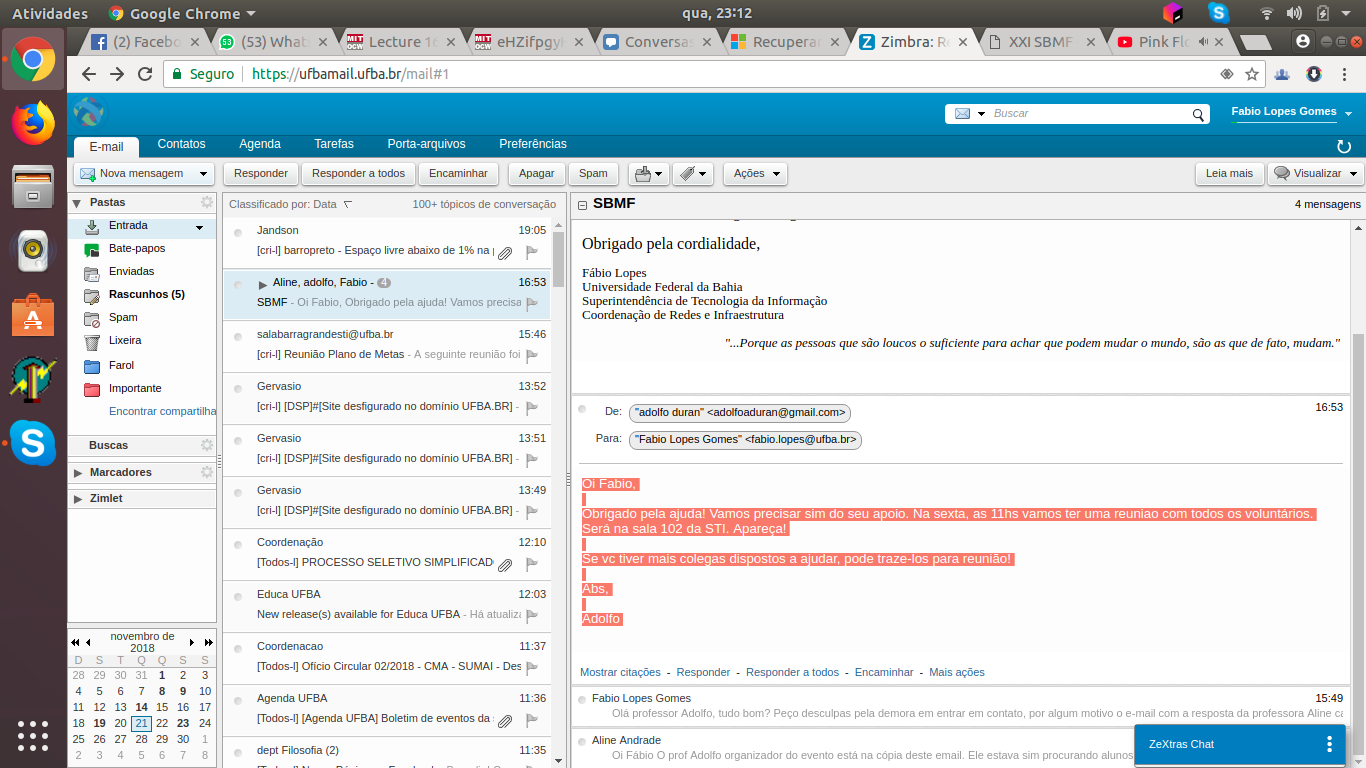 Atividades Google Chrome qua, 23:12
(2) Facebo (53) What Lecture 16 eHZifpgyH Conversa Recuperar Zimbra: Re XXI SBMF Pink Flo
Seguro https://ufbamail.ufba.br/mail#1
Buscar Fabio Lopes Gomes
E-mail Contatos Agenda Tarefas Porta-arquivos Preferências
Nova mensagem Responder Responder a todos Encaminhar Apagar Spam Ações Leia mais Visualizar
Pastas
Entrada
Bate-papos
Enviadas
Rascunhos (5)
Spam
Lixeira
Farol
Importante
Encontrar compartilha
Buscas
Marcadores
Zimlet
novembro de
2018
D S T Q Q S S
28 29 30 31 1 2 3
4 5 6 7 8 9 10
11 12 13 14 15 16 17
18 19 20 21 22 23 24
25 26 27 28 29 30 1
2 3 4 5 6 7 8
Classificado por: Data 100+ tópicos de conversação
Jandson 19:05
[cri-l] barropreto - Espaço livre abaixo de 1% na p
Aline, adolfo, Fabio - 4 16:53
SBMF - Oi Fabio, Obrigado pela ajuda! Vamos precisa
salabarragrandesti@ufba.br 15:46
[cri-l] Reunião Plano de Metas - A seguinte reunião foi
Gervasio 13:52
[cri-l] [DSP]#[Site desfigurado no domínio UFBA.BR] -
Gervasio 13:51
[cri-l] [DSP]#[Site desfigurado no domínio UFBA.BR] -
Gervasio 13:49
[cri-l] [DSP]#[Site desfigurado no domínio UFBA.BR] -
Coordenação 12:10
[Todos-l] PROCESSO SELETIVO SIMPLIFICAD
Educa UFBA 12:03
New release(s) available for Educa UFBA - Há atualiza
Coordenacao 11:37
[Todos-l] Ofício Circular 02/2018 - CMA - SUMAI - Des
Agenda UFBA 11:36
[Todos-l] [Agenda UFBA] Boletim de eventos da s
dept Filosofia (2) 11:35
SBMF 4 mensagens
Obrigado pela cordialidade,
Fábio Lopes
Universidade Federal da Bahia
Superintendência de Tecnologia da Informação
Coordenação de Redes e Infraestrutura
"...Porque as pessoas que são loucos o suficiente para achar que podem mudar o mundo, são as que de fato, mudam."
De: "adolfo duran" <adolfoaduran@gmail.com> 16:53
Para: "Fabio Lopes Gomes" <fabio.lopes@ufba.br>
Oi Fabio,
Obrigado pela ajuda! Vamos precisar sim do seu apoio. Na sexta, as 11hs vamos ter uma reuniao com todos os voluntários.
Será na sala 102 da STI. Apareça!
Se vc tiver mais colegas dispostos a ajudar, pode traze-los para reunião!
Abs,
Adolfo
Mostrar citações - Responder - Responder a todos - Encaminhar - Mais ações
Fabio Lopes Gomes 15:49
Olá professor Adolfo, tudo bom? Peço desculpas pela demora em entrar em contato, por algum motivo o e-mail com a resposta da professora Aline ca
Aline Andrade
Oi Fábio O prof Adolfo organizador do evento está na cópia deste email. Ele estava sim procurando alunos
ZeXtras Chat